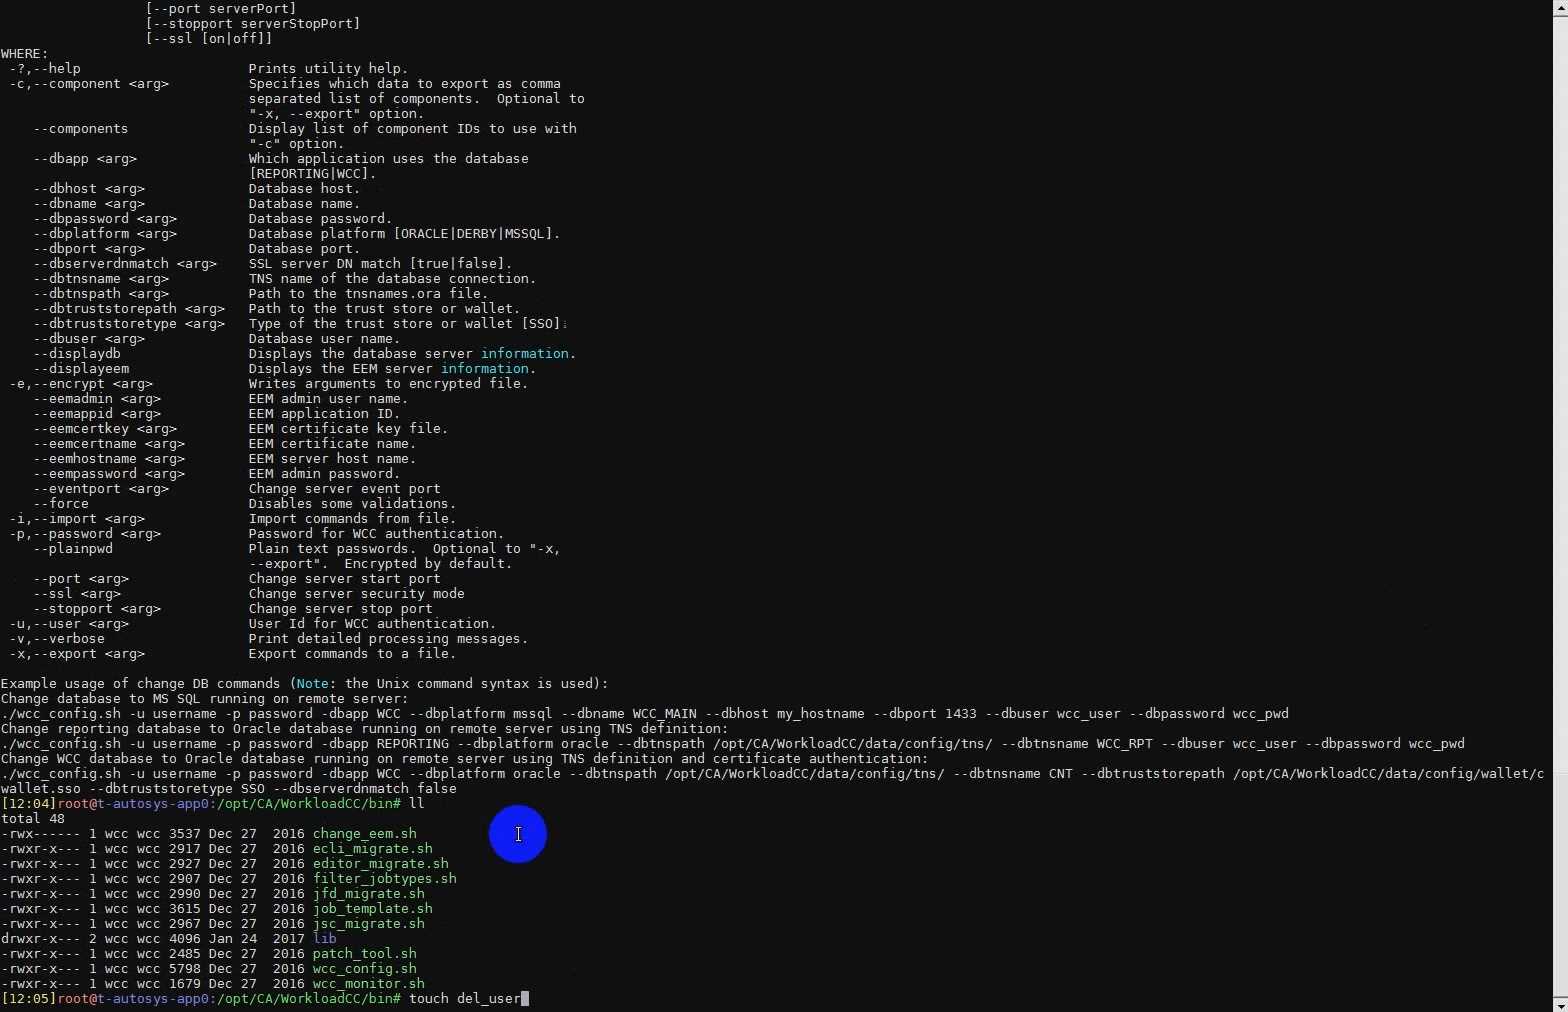 [--port serverPort]
[--stopport serverStopPort]
[--ssl [on|off]]
WHERE:
-?,--help Prints utility help.
-c,--component <arg> Specifies which data to export as comma
separated list of components. Optional to
"-x, --export" option.
--components Display list of component IDs to use with
"-c" option.
--dbapp <arg> Which application uses the database
[REPORTING|WCC].
--dbhost <arg> Database host.
--dbname <arg> Database name.
--dbpassword <arg> Database password.
--dbplatform <arg> Database platform [ORACLE|DERBY|MSSQL].
--dbport <arg> Database port.
--dbserverdnmatch <arg> SSL server DN match [true|false].
--dbtnsname <arg> TNS name of the database connection.
--dbtnspath <arg> Path to the tnsnames.ora file.
--dbtruststorepath <arg> Path to the trust store or wallet.
--dbtruststoretype <arg> Type of the trust store or wallet [SSO].
--dbuser <arg> Database user name.
--displaydb Displays the database server information.
--displayeem Displays the EEM server information.
-e,--encrypt <arg> Writes arguments to encrypted file.
--eemadmin <arg> EEM admin user name.
--eemappid <arg> EEM application ID.
--eemcertkey <arg> EEM certificate key file.
--eemcertname <arg> EEM certificate name.
--eemhostname <arg> EEM server host name.
--eempassword <arg> EEM admin password.
--eventport <arg> Change server event port
--force Disables some validations.
-i,--import <arg> Import commands from file.
-p,--password <arg> Password for WCC authentication.
--plainpwd Plain text passwords. Optional to "-x,
--export". Encrypted by default.
--port <arg> Change server start port
--ssl <arg> Change server security mode
--stopport <arg> Change server stop port
-u,--user <arg> User Id for WCC authentication.
-v,--verbose Print detailed processing messages.
-x,--export <arg> Export commands to a file.
Example usage of change DB commands (Note: the Unix command syntax is used):
Change database to MS SQL running on remote server:
./wcc_config.sh -u username -p password -dbapp WCC --dbplatform mssql --dbname WCC_MAIN --dbhost my_hostname --dbport 1433 --dbuser wcc_user --dbpassword wcc_pwd
Change reporting database to Oracle database running on remote server using TNS definition:
./wcc_config.sh -u username -p password -dbapp REPORTING --dbplatform oracle --dbtnspath /opt/CA/WorkloadCC/data/config/tns/ --dbtnsname WCC_RPT --dbuser wcc_user --dbpassword wcc_pwd
Change WCC database to Oracle database running on remote server using TNS definition and certificate authentication:
./wcc_config.sh -u username -p password -dbapp WCC --dbplatform oracle --dbtnspath /opt/CA/WorkloadCC/data/config/tns/ --dbtnsname CNT --dbtruststorepath /opt/CA/WorkloadCC/data/config/wallet/c
wallet.sso --dbtruststoretype SSO --dbserverdnmatch false
[12:04]root@t-autosys-app0:/opt/CA/WorkloadCC/bin# ll
total 48
-rwx------ 1 wcc wcc 3537 Dec 27 2016 change_eem.sh
-rwxr-x--- 1 wcc wcc 2917 Dec 27 2016 ecli_migrate.sh
-rwxr-x--- 1 wcc wcc 2927 Dec 27 2016 editor_migrate.sh
-rwxr-x--- 1 wcc wcc 2907 Dec 27 2016 filter_jobtypes.sh
-rwxr-x--- 1 wcc wcc 2990 Dec 27 2016 jfd_migrate.sh
-rwxr-x--- 1 wcc wcc 3615 Dec 27 2016 job_template.sh
-rwxr-x--- 1 wcc wcc 2967 Dec 27 2016 jsc_migrate.sh
drwxr-x--- 2 wcc wcc 4096 Jan 24 2017 lib
-rwxr-x--- 1 wcc wcc 2485 Dec 27 2016 patch_tool.sh
-rwxr-x--- 1 wcc wcc 5798 Dec 27 2016 wcc_config.sh
-rwxr-x--- 1 wcc wcc 1679 Dec 27 2016 wcc_monitor.sh
[12:05]root@t-autosys-app0:/opt/CA/WorkloadCC/bin# touch del_user